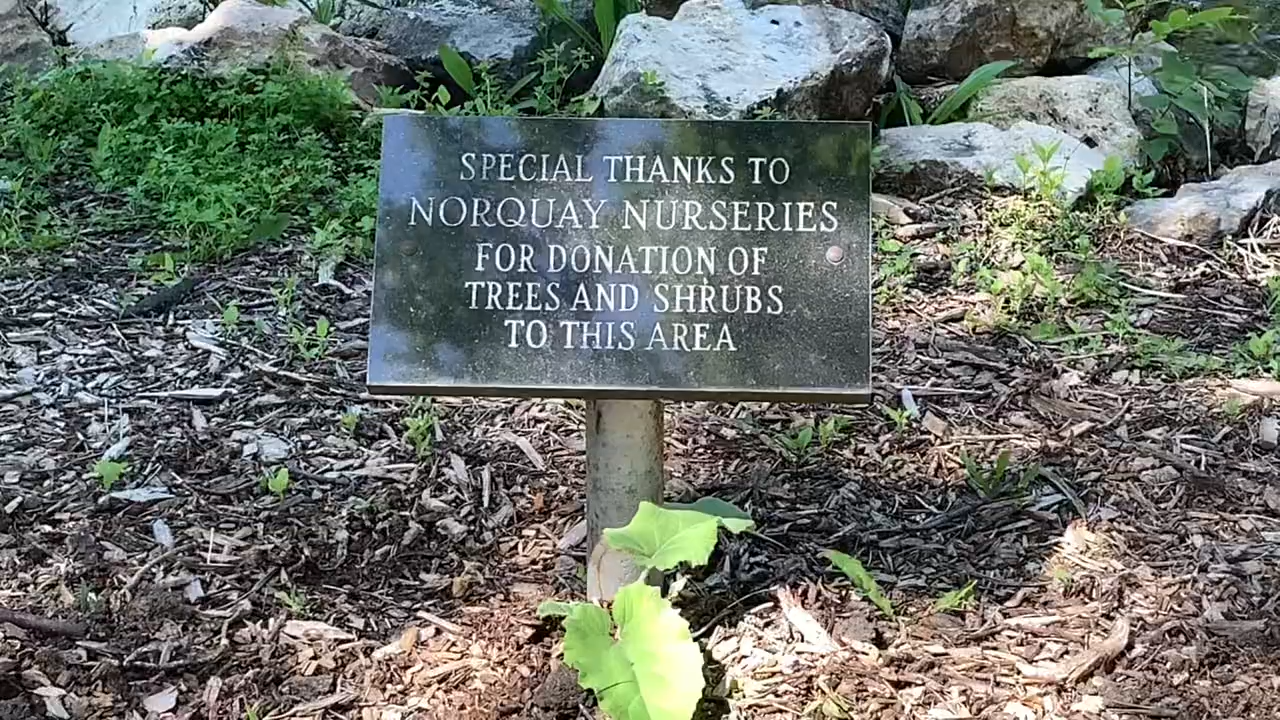 SPECIAL THANKS TO
NORQUAY NURSERIES
FOR DONATION OF
TREES AND SHRUBS
TO THIS AREA